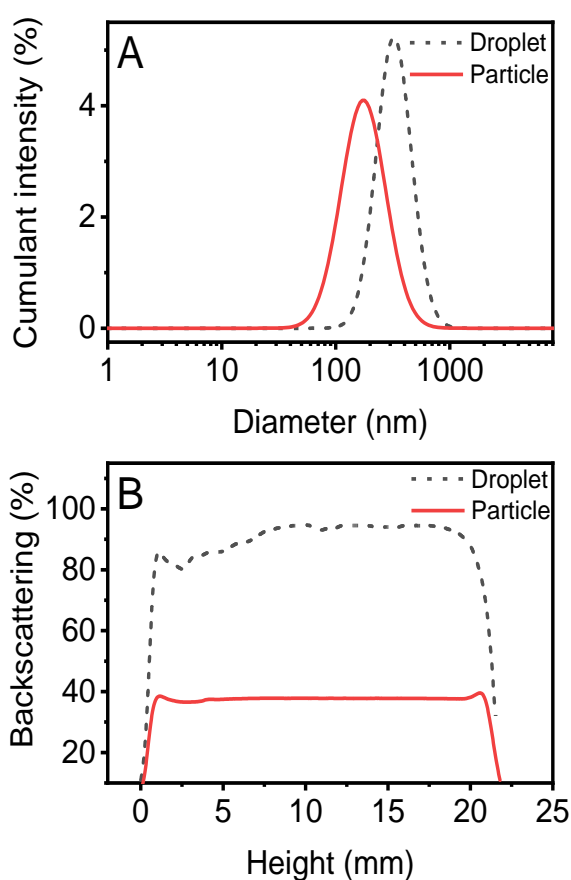 A
Droplet
Particle
Cumulant intensity (%)
4
2
0
1 10 100 1000
Diameter (nm)
B
Droplet
Particle
Backscattering (%)
100
80
60
40
20
0 5 10 15 20 25
Height (mm)